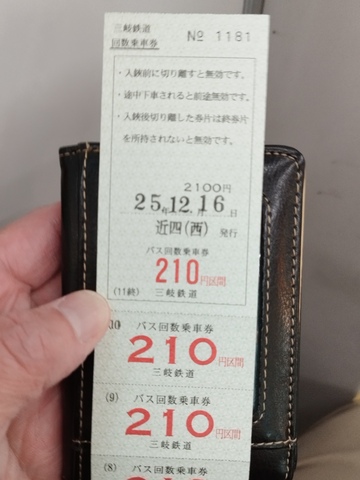 三岐鉄道
回数乗車券
№ 1181
・入鋏前に切り離すと無効です。
・途中下車されると前途無効です。
・入鋏後切り離した券片は終券片
を所持されないと無効です。
2100円
25.12.16
年 月 日
近四(西) 発行
バス回数乗車券
210円区間
(11終) 三岐鉄道
(10) バス回数乗車券
210円区間
三岐鉄道
(9) バス回数乗車券
210円区間
三岐鉄道
(8) バス回数乗車券